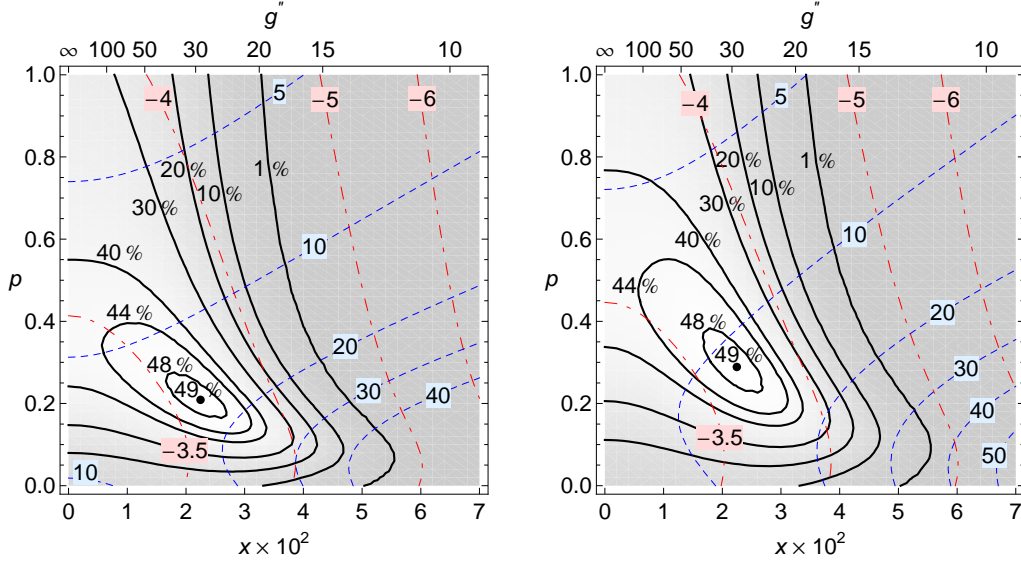 g″ g″
∞ 100 50 30 20 15 10 ∞ 100 50 30 20 15 10
1.0 −4 5 −5 −6 1.0 −4 5 −5 −6
0.8 20 % 1 % 0.8 20 % 1 %
30 % 10 % 30 % 10 %
0.6 40 % 10 0.6 40 % 10
p p
44 % 44 %
0.4 20 0.4 48 % 20
48 % 30 49 % 30
0.2 49 % 40 0.2 40
−3.5 −3.5 50
0.0 10 0.0
0 1 2 3 4 5 6 7 0 1 2 3 4 5 6 7
x × 10² x × 10²